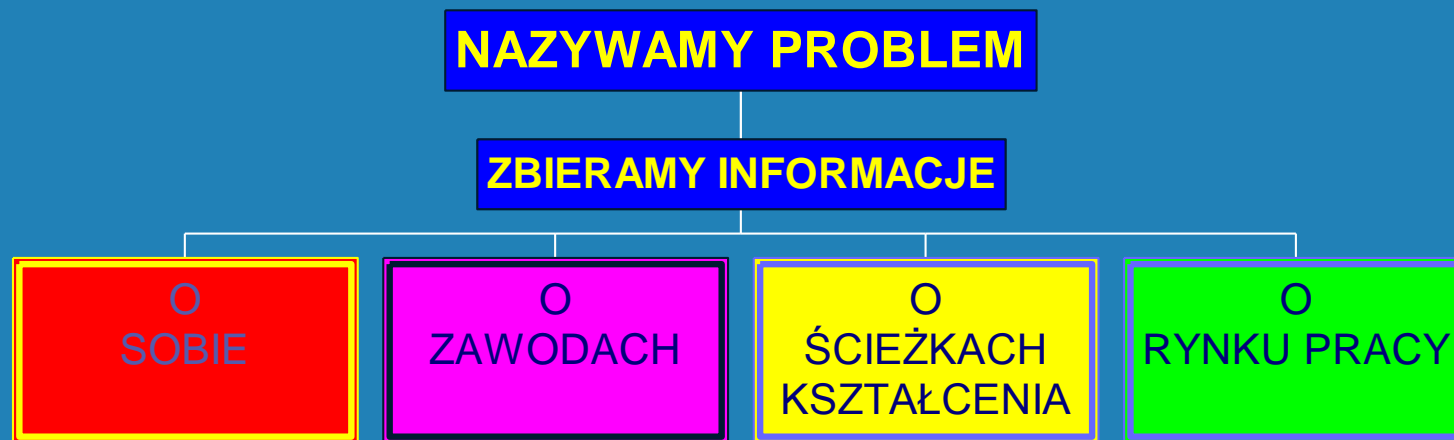 NAZYWAMY PROBLEM
ZBIERAMY INFORMACJE
O
SOBIE
O
ZAWODACH
O
ŚCIEŻKACH
KSZTAŁCENIA
O
RYNKU PRACY